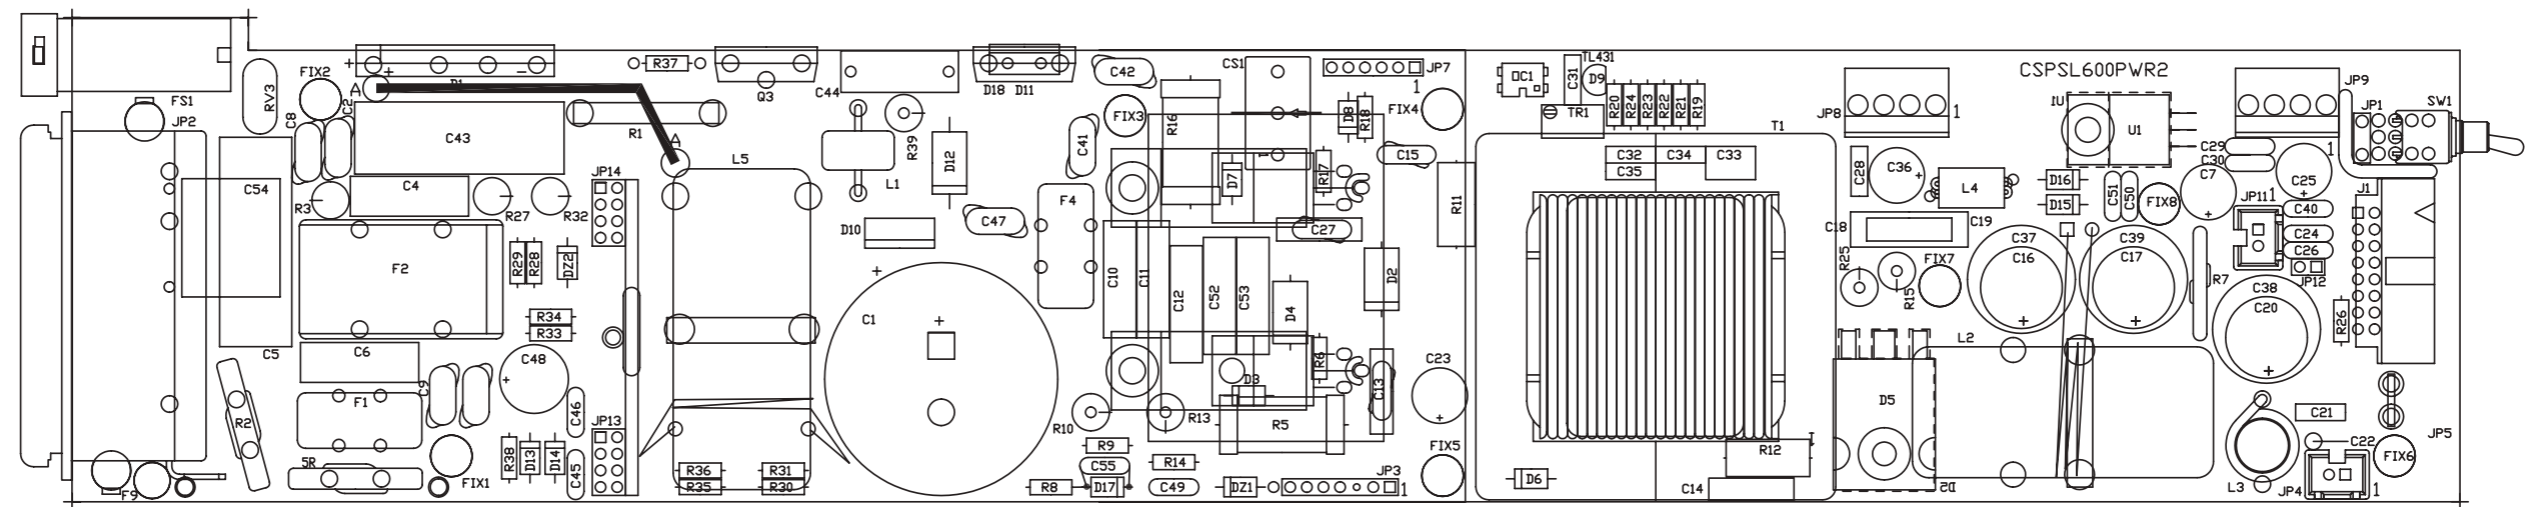 CSPSL600PWR2
FS1
JP2
RV3
FIX2
C8
C2
D1
+
+
-
A
R37
Q3
C44
D18
D11
C42
CS1
JP7
1
OC1
C31
TL431
D9
R20
R24
R23
R22
R21
R19
TR1
T1
JP8
1
U1
U1
JP9
JP1
SW1
C43
R1
A
L5
L1
R39
D12
C41
FIX3
R16
D8
R18
FIX4
C15
C32
C34
C33
C35
C28
C36
+
L4
D16
D15
C51
C50
FIX8
C7
+
C29
C30
C25
+
1
J1
C54
C4
R3
R27
R32
JP14
D10
C47
F4
D7
R17
C27
R11
C18
C19
JP11
1
C40
C24
C26
JP12
F2
R29
R28
DZ2
C1
+
+
C10
C11
C12
C52
C53
D4
D2
R25
R15
FIX7
C37
C16
+
C39
C17
+
R7
C38
C20
+
R26
C5
C6
R34
R33
C48
+
D3
R6
C13
C23
+
D5
L2
R2
F1
C9
C46
JP13
R10
R13
R5
R12
C21
C22
JP5
FIX6
5R
FIX1
R38
D13
D14
C45
R36
R35
R31
R30
R9
C55
R8
D17
R14
C49
DZ1
JP3
1
FIX5
D6
C14
D2
L3
JP4
1
F9